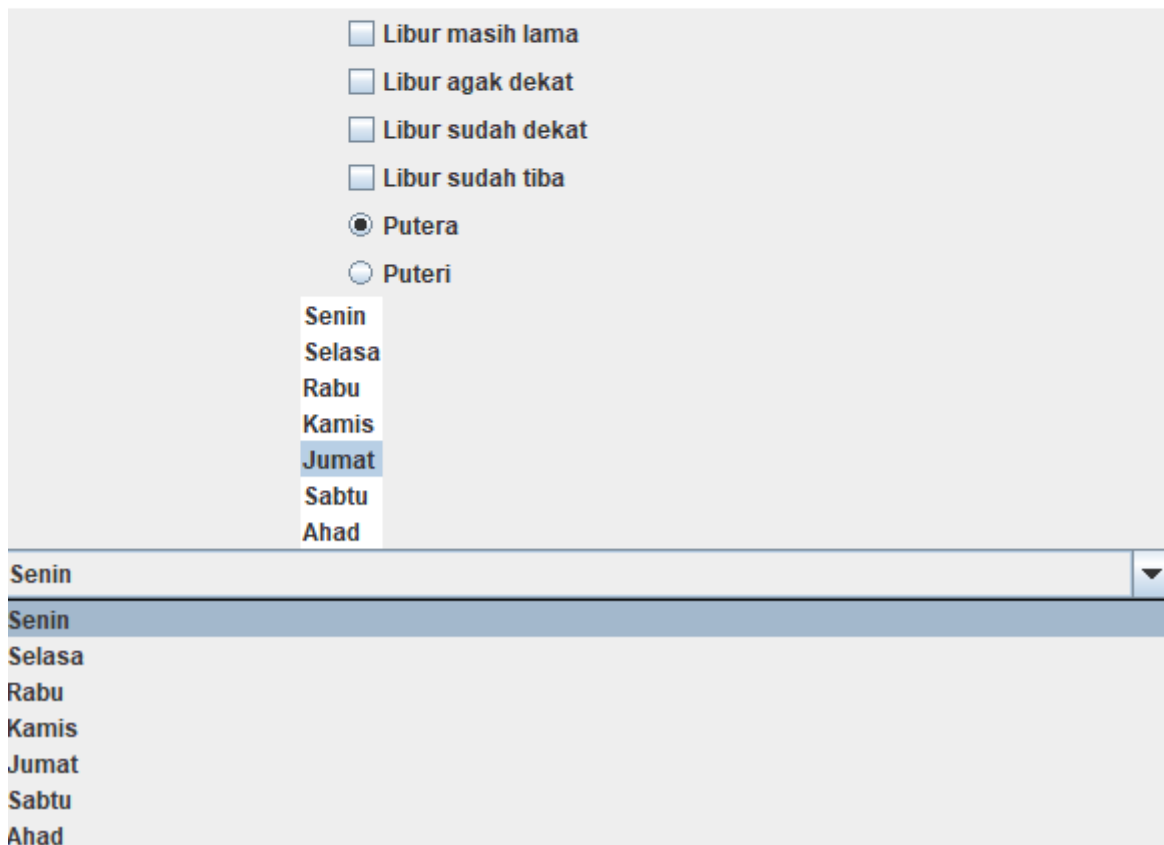 Libur masih lama
Libur agak dekat
Libur sudah dekat
Libur sudah tiba
Putera
Puteri
Senin
Selasa
Rabu
Kamis
Jumat
Sabtu
Ahad
Senin
Senin
Selasa
Rabu
Kamis
Jumat
Sabtu
Ahad